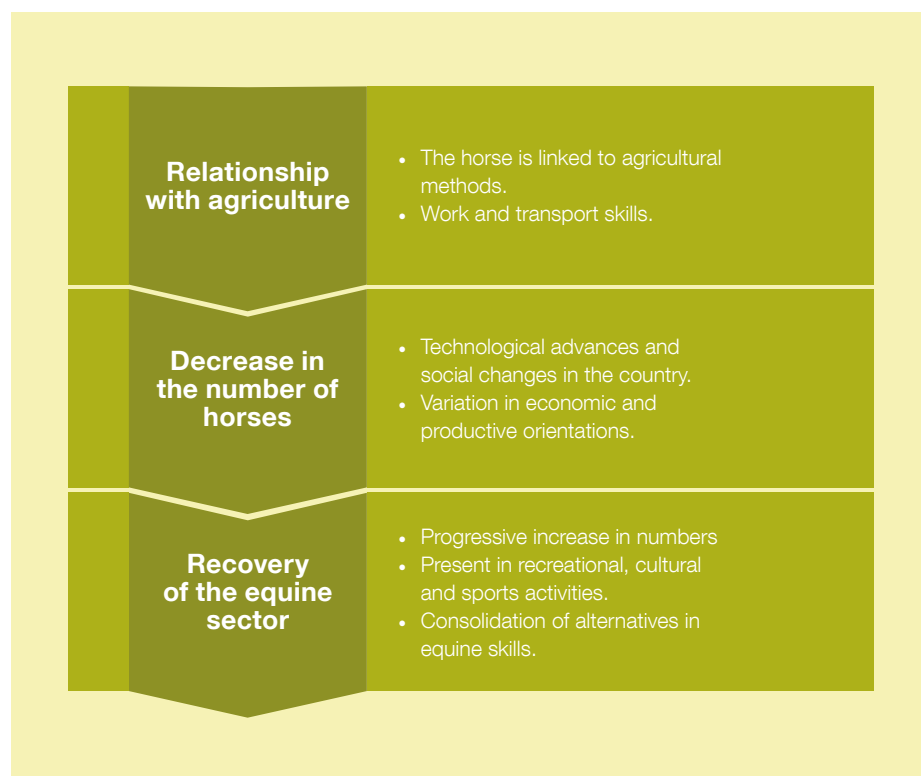 Relationship
with agriculture
• The horse is linked to agricultural
methods.
• Work and transport skills.
Decrease in
the number of
horses
• Technological advances and
social changes in the country.
• Variation in economic and
productive orientations.
Recovery
of the equine
sector
• Progressive increase in numbers
• Present in recreational, cultural
and sports activities.
• Consolidation of alternatives in
equine skills.